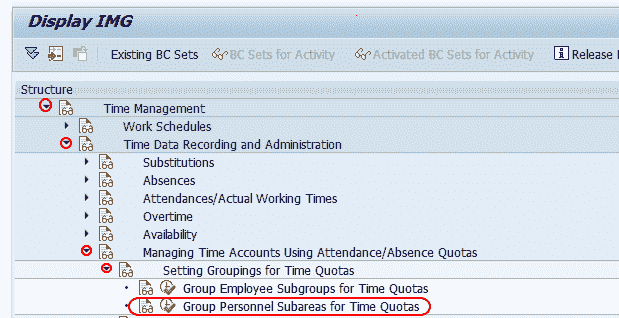 Display IMG
Existing BC Sets BC Sets for Activity Activated BC Sets for Activity Release
Structure
Time Management
Work Schedules
Time Data Recording and Administration
Substitutions
Absences
Attendances/Actual Working Times
Overtime
Availability
Managing Time Accounts Using Attendance/Absence Quotas
Setting Groupings for Time Quotas
Group Employee Subgroups for Time Quotas
Group Personnel Subareas for Time Quotas